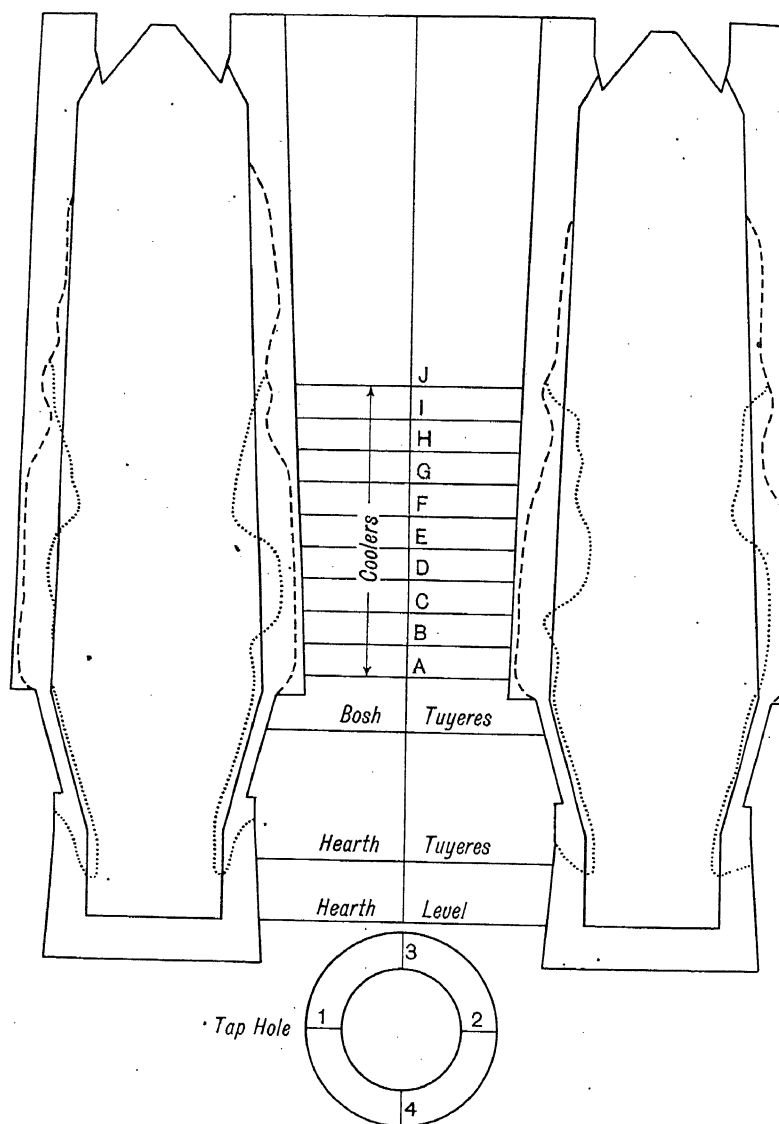 J
I
H
G
F
E
D
C
B
A
Coolers
Bosh Tuyeres
Hearth Tuyeres
Hearth Level
3
Tap Hole 1 2
4